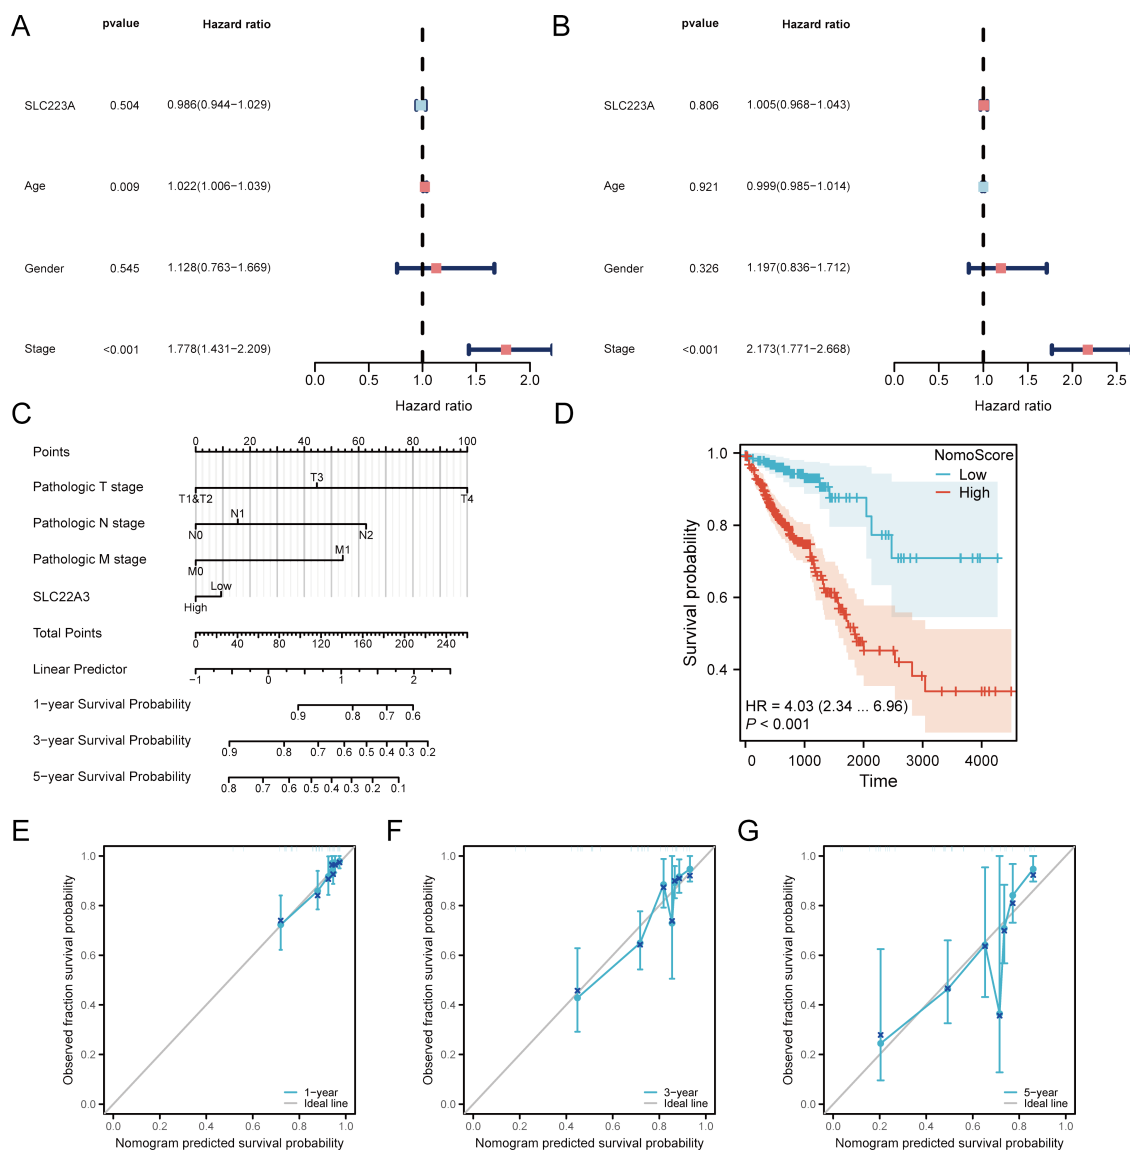 A
pvalue Hazard ratio
SLC223A 0.504 0.986(0.944−1.029)
Age 0.009 1.022(1.006−1.039)
Gender 0.545 1.128(0.763−1.669)
Stage <0.001 1.778(1.431−2.209)
0.0 0.5 1.0 1.5 2.0
Hazard ratio
B
pvalue Hazard ratio
SLC223A 0.806 1.005(0.968−1.043)
Age 0.921 0.999(0.985−1.014)
Gender 0.326 1.197(0.836−1.712)
Stage <0.001 2.173(1.771−2.668)
0.0 0.5 1.0 1.5 2.0 2.5
Hazard ratio
C
0 20 40 60 80 100
Points
T3
Pathologic T stage
T1&T2 T4
N1
Pathologic N stage
N0 N2
M1
Pathologic M stage
M0
Low
SLC22A3
High
Total Points
0 40 80 120 160 200 240
Linear Predictor
−1 0 1 2
1−year Survival Probability
0.9 0.8 0.7 0.6
3−year Survival Probability
0.9 0.8 0.7 0.6 0.5 0.4 0.3 0.2
5−year Survival Probability
0.8 0.7 0.6 0.5 0.4 0.3 0.2 0.1
D
NomoScore
Low
High
1.0
0.8
0.6
0.4
Survival probability
HR = 4.03 (2.34 ... 6.96)
P < 0.001
0 1000 2000 3000 4000
Time
E
Observed fraction survival probability
1.0
0.8
0.6
0.4
0.2
0.0
1−year
Ideal line
0.0 0.2 0.4 0.6 0.8 1.0
Nomogram predicted survival probability
F
Observed fraction survival probability
1.0
0.8
0.6
0.4
0.2
0.0
3−year
Ideal line
0.0 0.2 0.4 0.6 0.8 1.0
Nomogram predicted survival probability
G
Observed fraction survival probability
1.0
0.8
0.6
0.4
0.2
0.0
5−year
Ideal line
0.0 0.2 0.4 0.6 0.8 1.0
Nomogram predicted survival probability